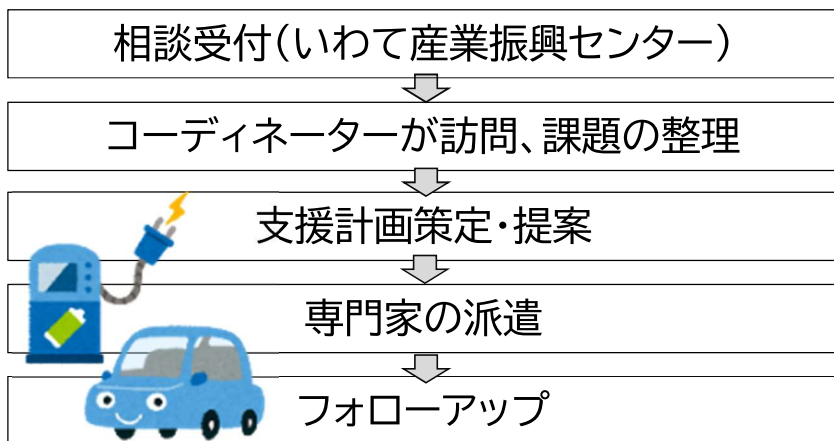 相談受付(いわて産業振興センター)
コーディネーターが訪問、課題の整理
支援計画策定・提案
専門家の派遣
フォローアップ